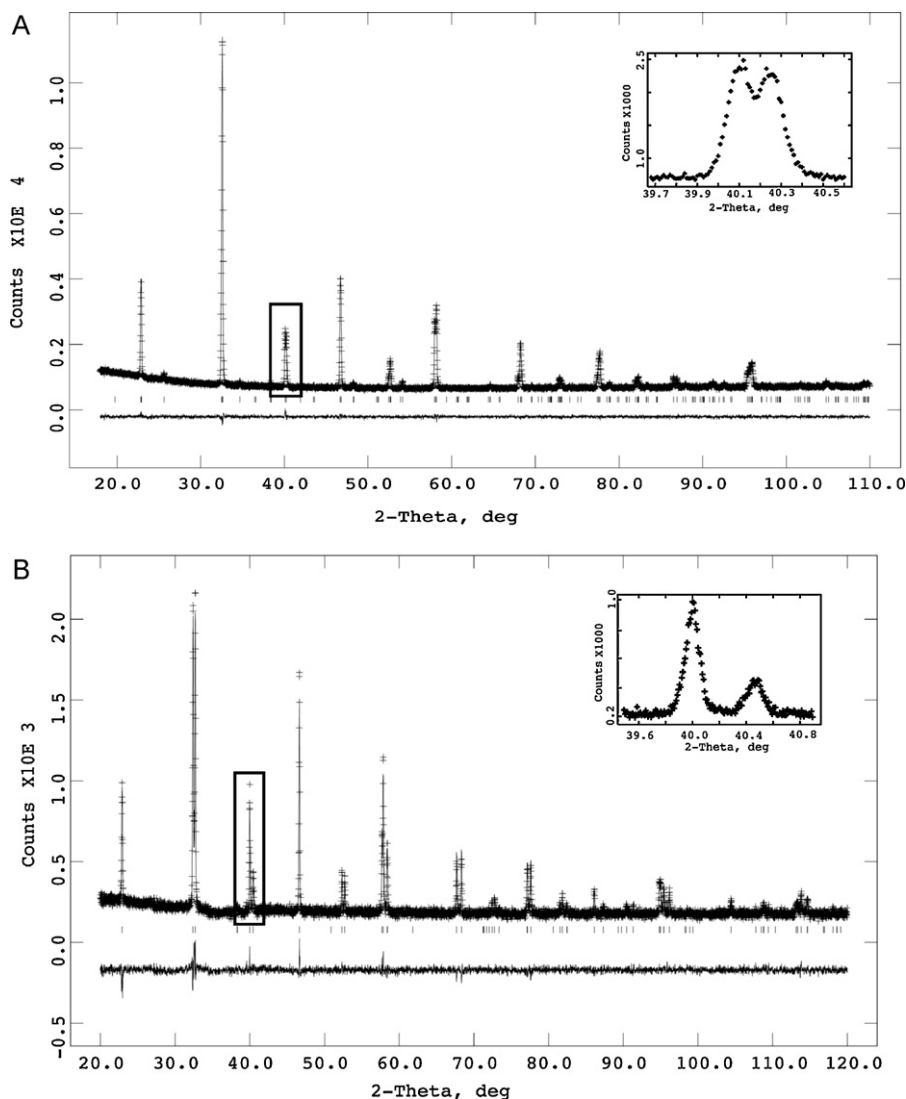 A
Counts X10E 4
1.0
0.8
0.6
0.4
0.2
0.0
20.0 30.0 40.0 50.0 60.0 70.0 80.0 90.0 100.0 110.0
2-Theta, deg
Counts X1000
2.5
1.0
39.7 39.9 40.1 40.3 40.5
2-Theta, deg
B
Counts X10E 3
2.0
1.5
1.0
0.5
0.0
-0.5
20.0 30.0 40.0 50.0 60.0 70.0 80.0 90.0 100.0 110.0 120.0
2-Theta, deg
Counts X1000
1.0
0.2
39.6 40.0 40.4 40.8
2-Theta, deg